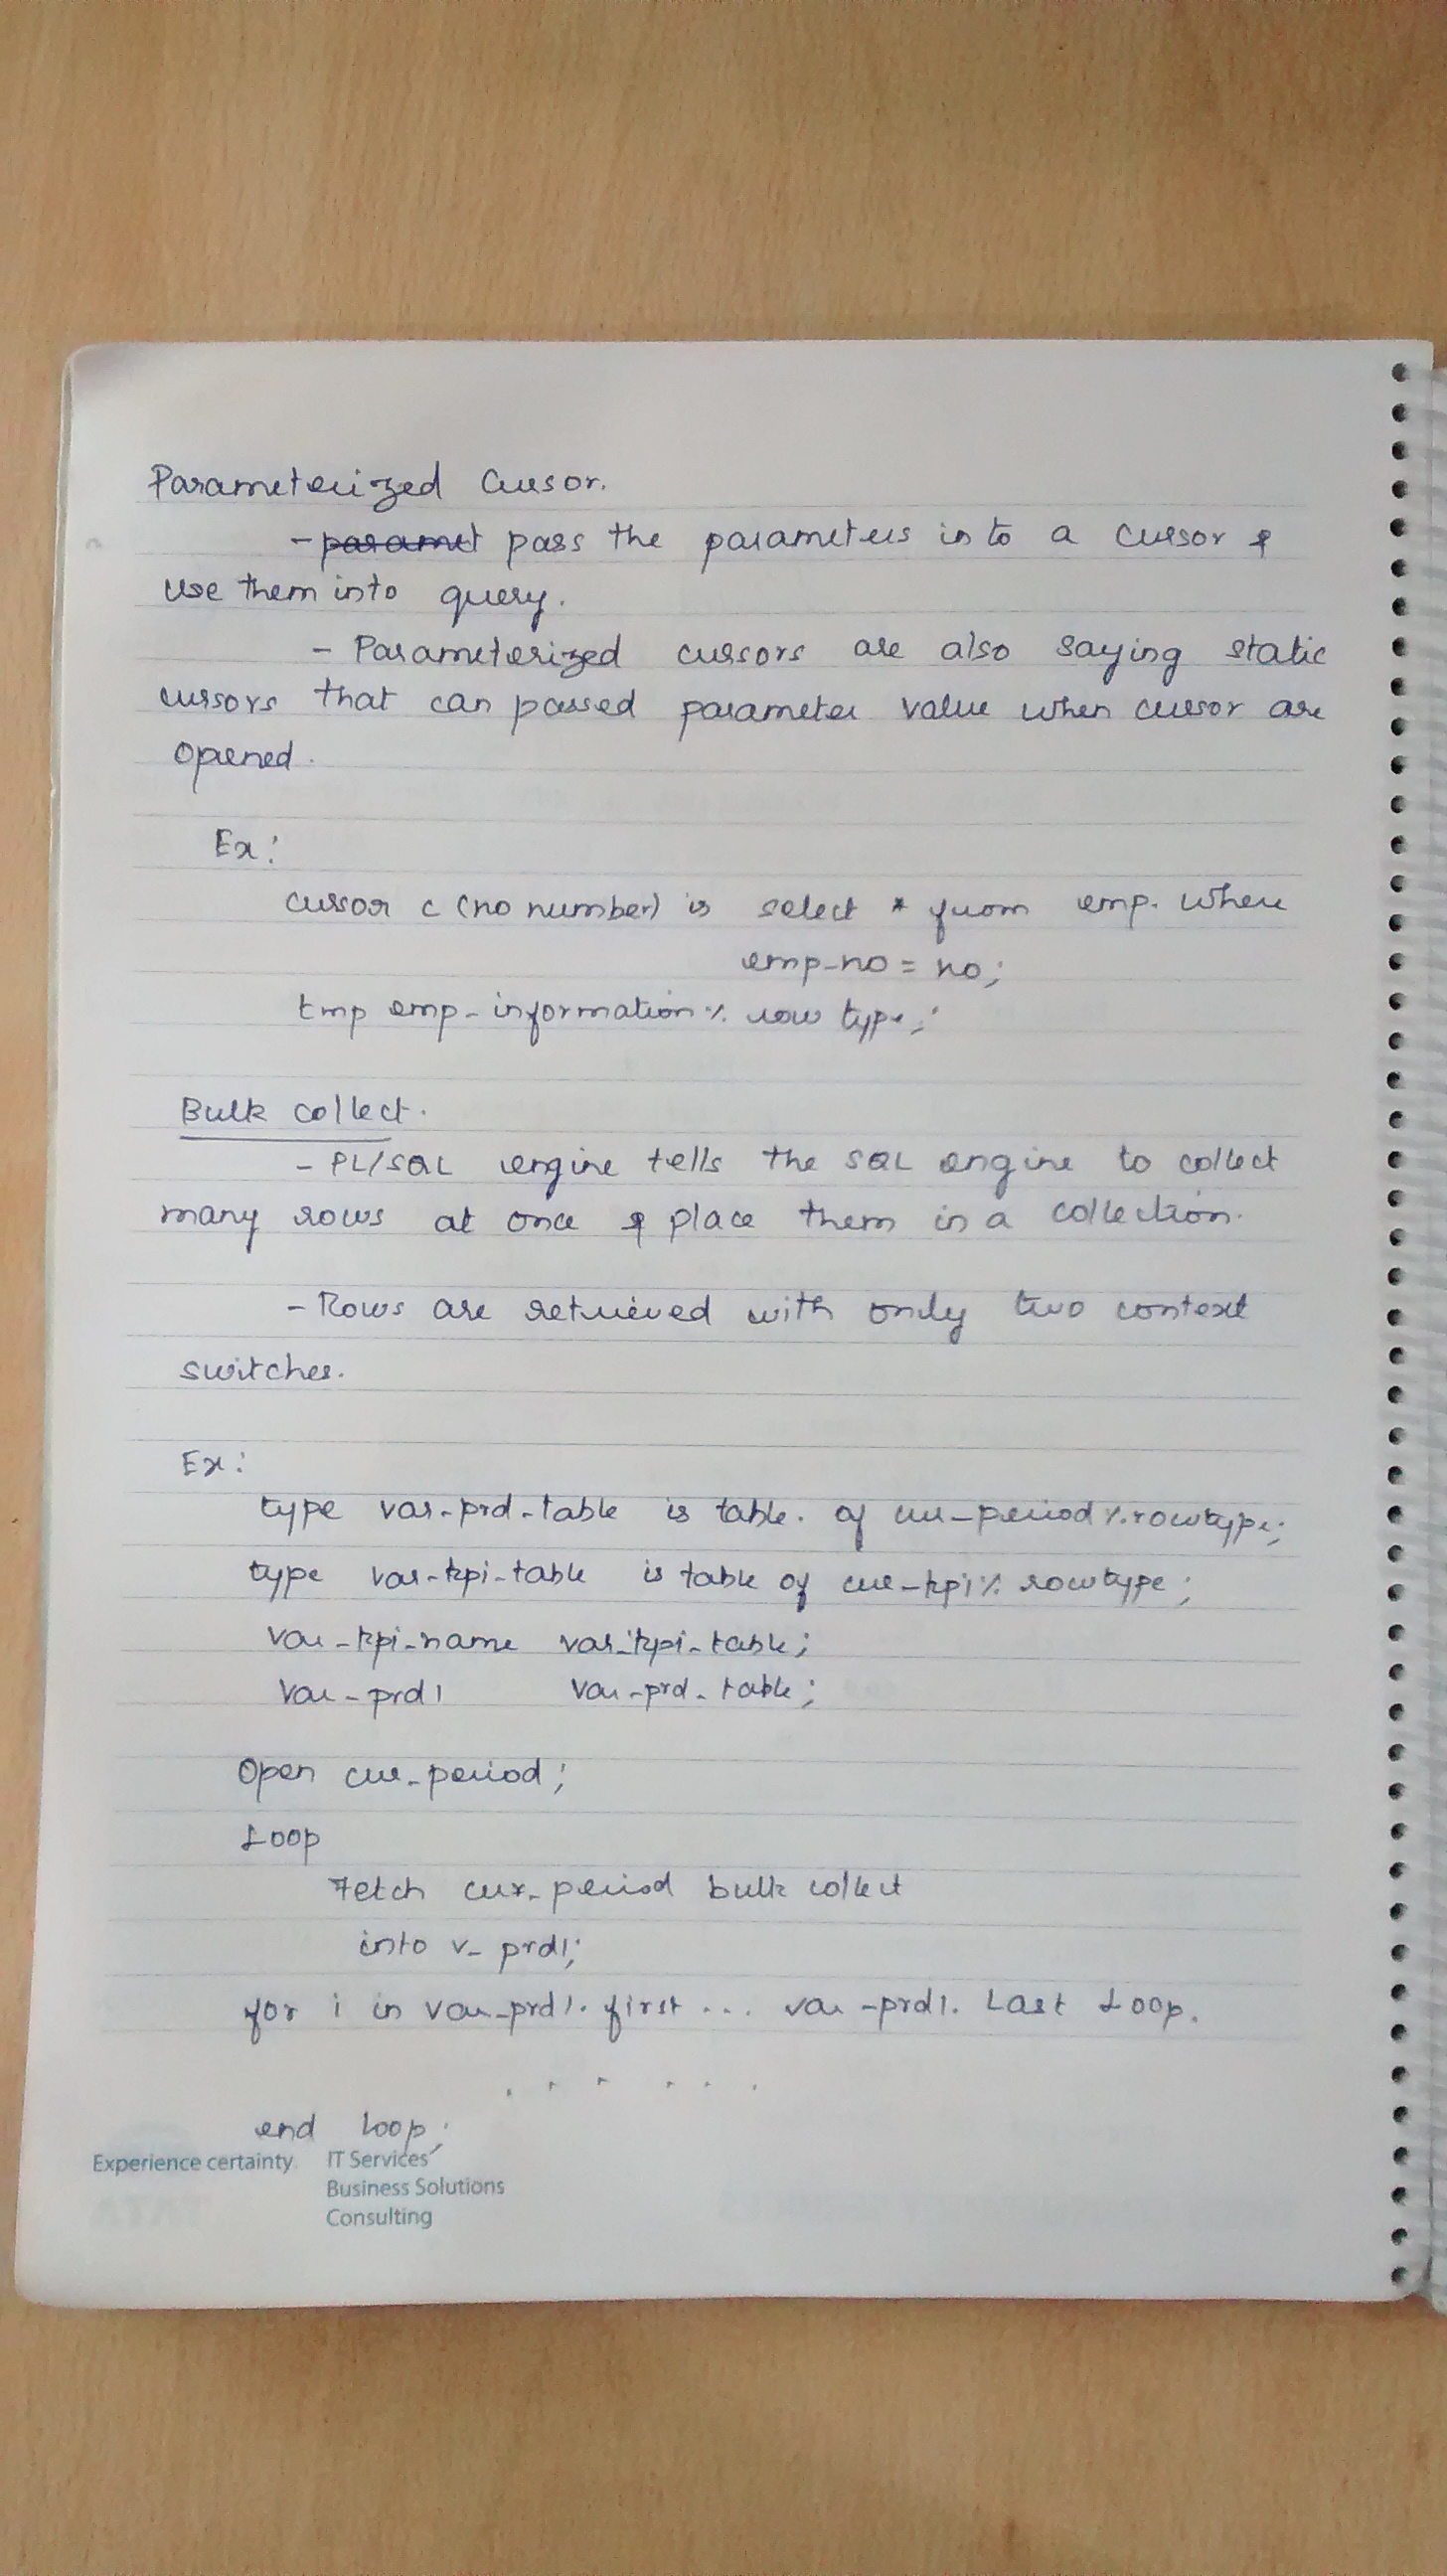 Parameterized Cursor.
- paramet pass the parameters in to a cursor &
use them into query.
- Parameterized cursors are also saying static
cursors that can passed parameter value when cursor are
opened.
Ex:
cursor c (no number) is select * from emp. where
emp-no = no;
tmp emp-information % row type;
Bulk collect.
- PL/SQL engine tells the SQL engine to collect
many rows at once & place them in a collection.
- Rows are retrieved with only two context
switches.
Ex:
type var-prd-table is table. of cur-period %.rowtype;
type var-kpi-table is table of cur-kpi % rowtype;
var-kpi-name var-kpi-table;
var-prd1 var-prd-table;
Open cur-period;
Loop
Fetch cur-period bulk collect
into v- prd1;
for i in var-prd1. first ... var-prd1. Last Loop.
. . . . . .
end loop;
Experience certainty. IT Services
Business Solutions
Consulting